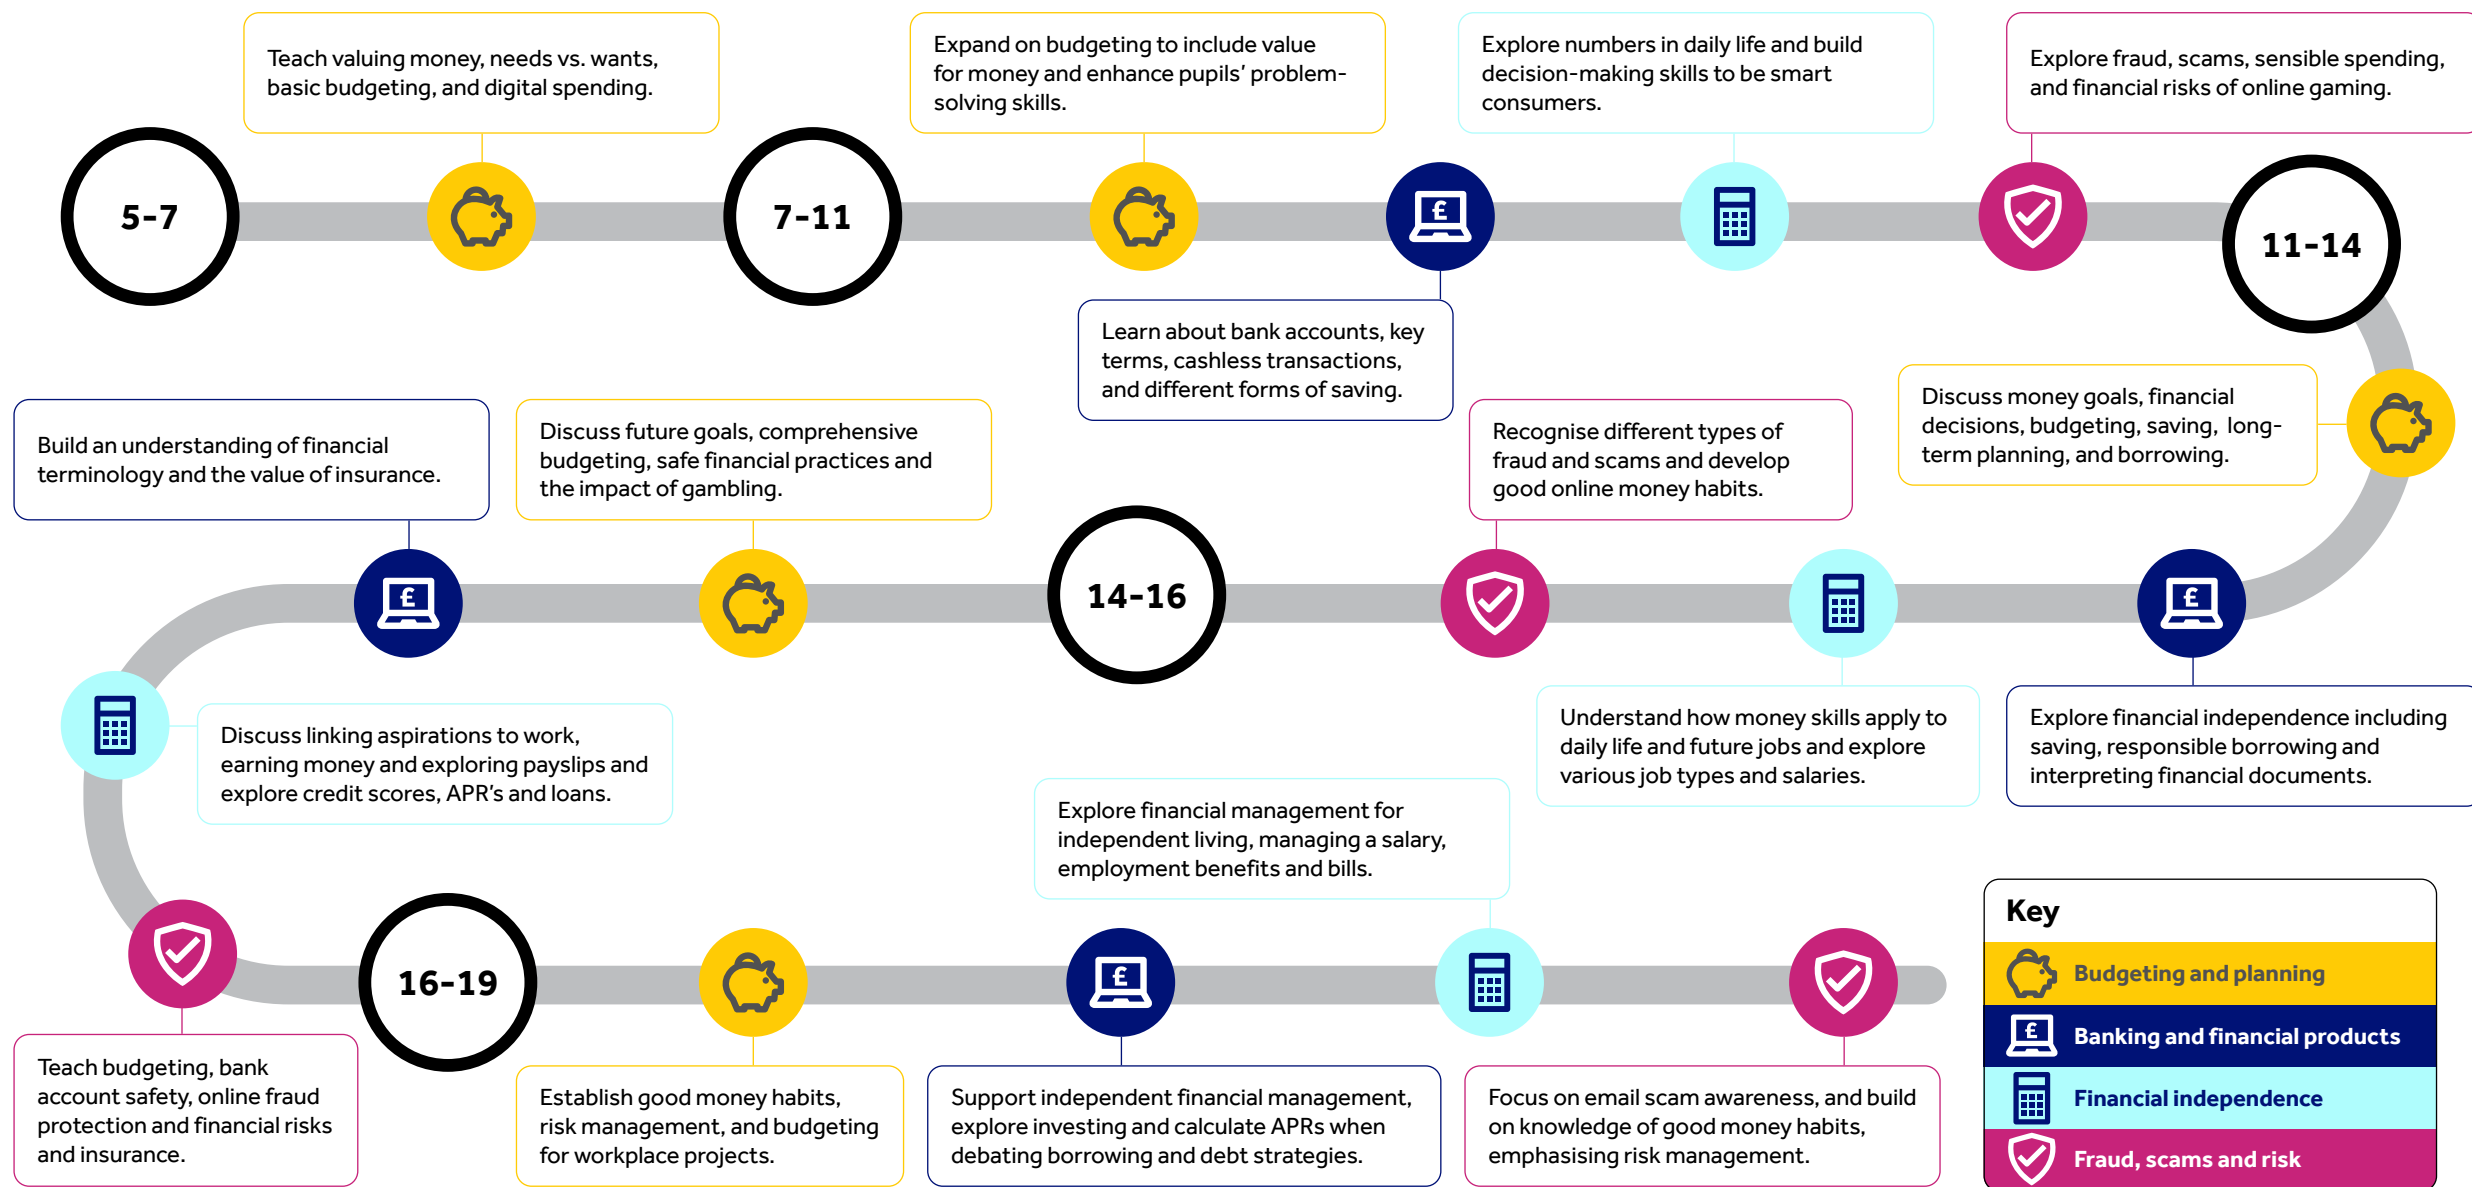 Teach valuing money, needs vs. wants,
basic budgeting, and digital spending.
Expand on budgeting to include value
for money and enhance pupils' problem-
solving skills.
Explore numbers in daily life and build
decision-making skills to be smart
consumers.
Explore fraud, scams, sensible spending,
and financial risks of online gaming.
5-7
7-11
£
11-14
Learn about bank accounts, key
terms, cashless transactions,
and different forms of saving.
Discuss money goals, financial
decisions, budgeting, saving, long-
term planning, and borrowing.
Recognise different types of
fraud and scams and develop
good online money habits.
Discuss future goals, comprehensive
budgeting, safe financial practices and
the impact of gambling.
Build an understanding of financial
terminology and the value of insurance.
£
14-16
£
Explore financial independence including
saving, responsible borrowing and
interpreting financial documents.
Understand how money skills apply to
daily life and future jobs and explore
various job types and salaries.
Discuss linking aspirations to work,
earning money and exploring payslips and
explore credit scores, APR's and loans.
Explore financial management for
independent living, managing a salary,
employment benefits and bills.
16-19
£
Teach budgeting, bank
account safety, online fraud
protection and financial risks
and insurance.
Establish good money habits,
risk management, and budgeting
for workplace projects.
Support independent financial management,
explore investing and calculate APRs when
debating borrowing and debt strategies.
Focus on email scam awareness, and build
on knowledge of good money habits,
emphasising risk management.
Key
Budgeting and planning
£ Banking and financial products
Financial independence
Fraud, scams and risk